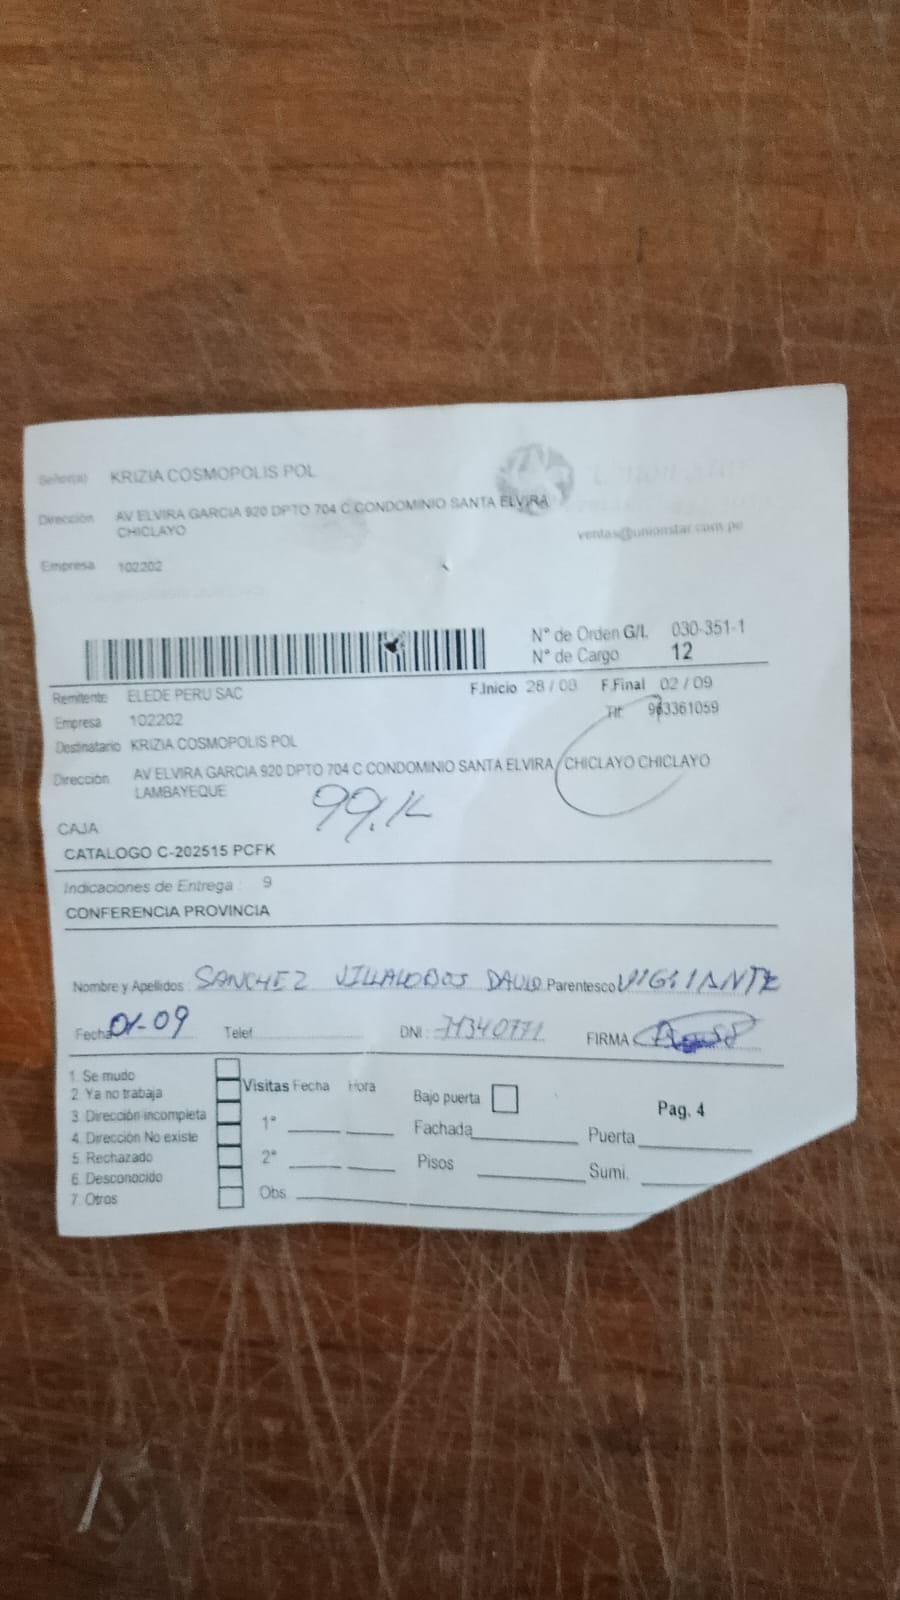 Señor(a) KRIZIA COSMOPOLIS POL
Dirección AV ELVIRA GARCIA 920 DPTO 704 C CONDOMINIO SANTA ELVIRA
CHICLAYO
ventas@unionstar.com.pe
Empresa 102202
N° de Orden G/L 030-351-1
N° de Cargo 12
Remitente ELEDE PERU SAC F.Inicio 28 / 08 F.Final 02 / 09
Empresa 102202 Tlf. 963361059
Destinatario KRIZIA COSMOPOLIS POL
Dirección AV ELVIRA GARCIA 920 DPTO 704 C CONDOMINIO SANTA ELVIRA / CHICLAYO CHICLAYO
LAMBAYEQUE
CAJA
CATALOGO C-202515 PCFK
Indicaciones de Entrega : 9
CONFERENCIA PROVINCIA
Nombre y Apellidos : SANCHEZ VILLALOBOS Parentesco VIGILANTE
Fecha 01-09 Telef DNI : 71340771 FIRMA
1. Se mudo
2. Ya no trabaja
3. Dirección incompleta
4. Dirección No existe
5. Rechazado
6. Desconocido
7. Otros
Visitas Fecha Hora
1°
2°
Obs
Bajo puerta
Fachada
Pisos
Pag. 4
Puerta
Sumi.